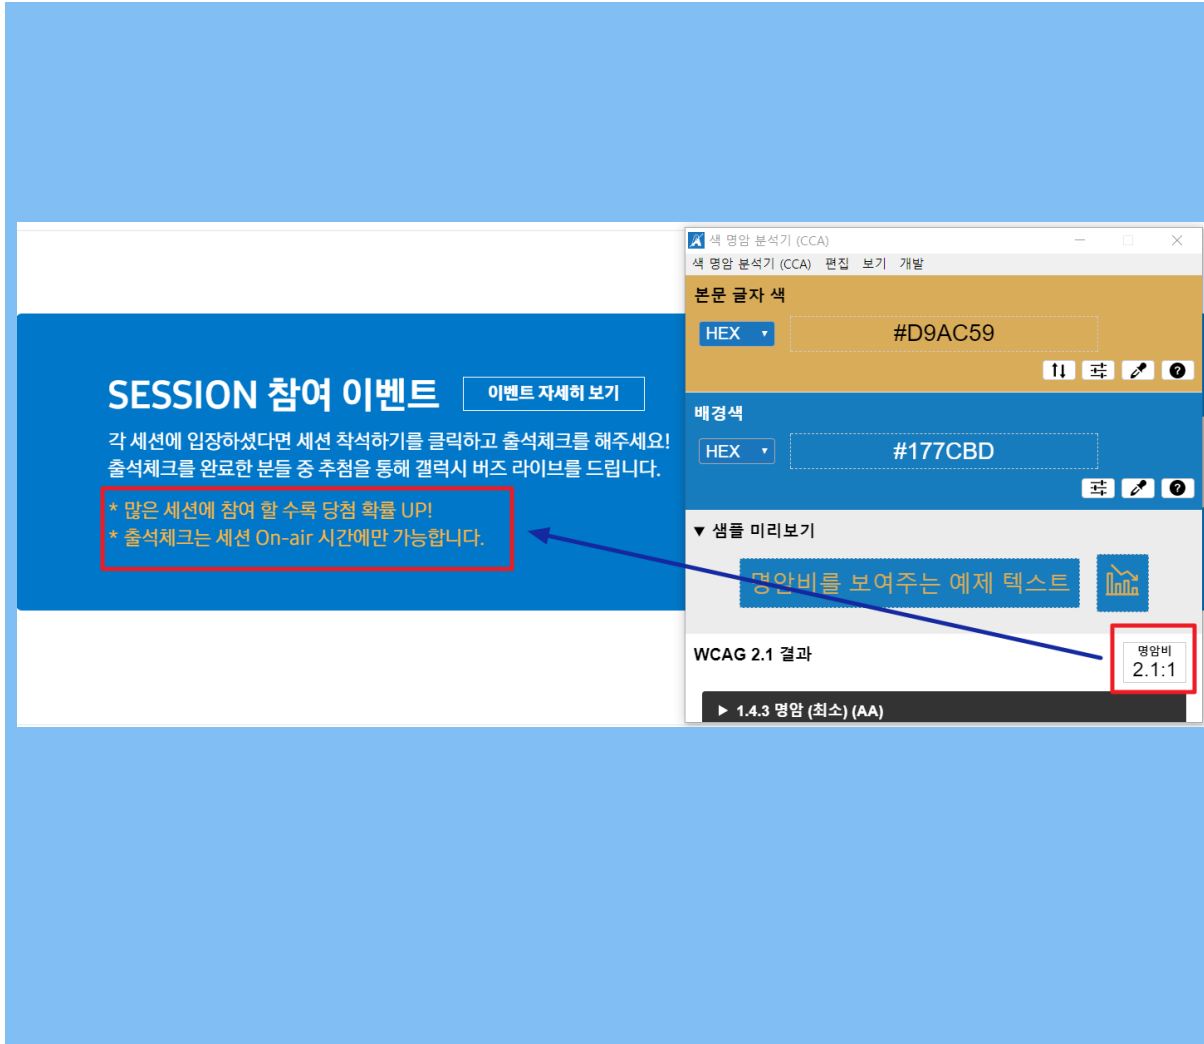 SESSION 참여 이벤트
이벤트 자세히 보기
각 세션에 입장하셨다면 세션 착석하기를 클릭하고 출석체크를 해주세요!
출석체크를 완료한 분들 중 추첨을 통해 갤럭시 버즈 라이브를 드립니다.
* 많은 세션에 참여 할 수록 당첨 확률 UP!
* 출석체크는 세션 On-air 시간에만 가능합니다.
색 명암 분석기 (CCA)
색 명암 분석기 (CCA) 편집 보기 개발
본문 글자 색
HEX #D9AC59
배경색
HEX #177CBD
▼ 샘플 미리보기
명암비를 보여주는 예제 텍스트
WCAG 2.1 결과
명암비
2.1:1
▶ 1.4.3 명암 (최소) (AA)